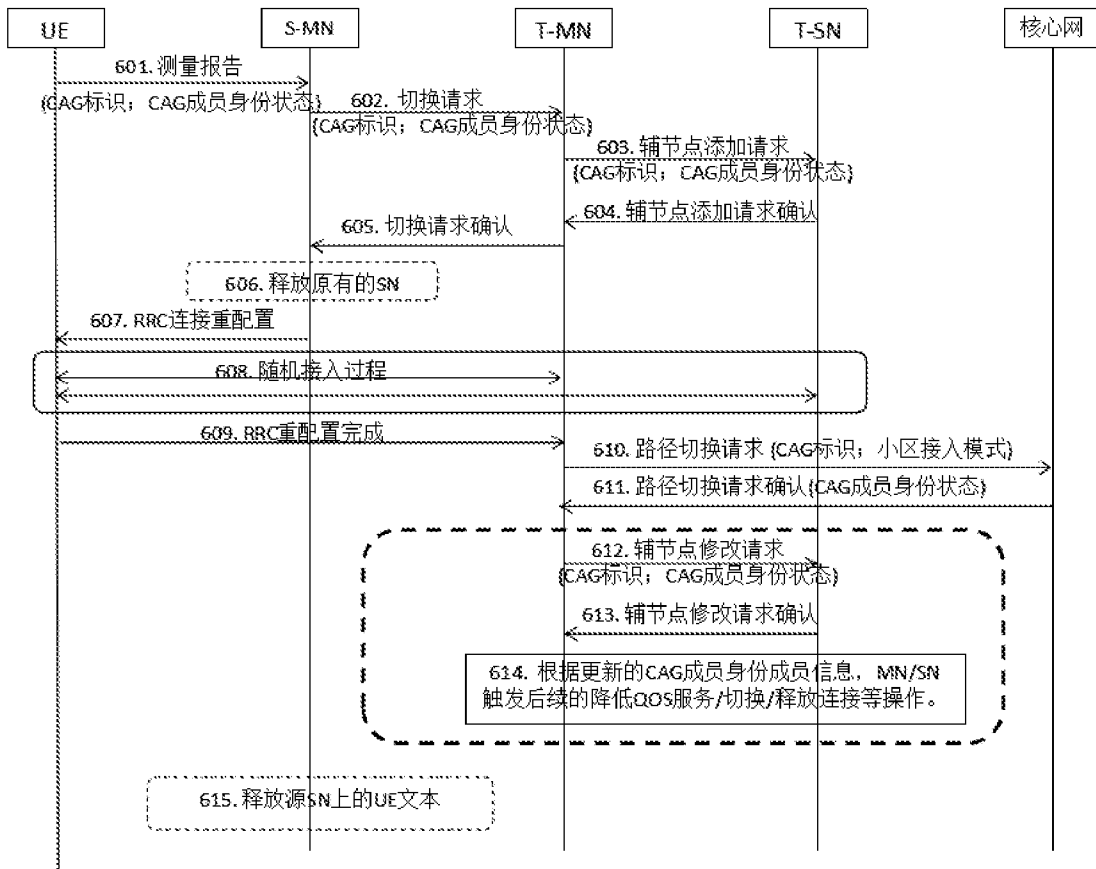 UE
S-MN
T-MN
T-SN
核心网
601. 测量报告
{CAG标识；CAG成员身份状态}
602. 切换请求
{CAG标识；CAG成员身份状态}
603. 辅节点添加请求
{CAG标识；CAG成员身份状态}
604. 辅节点添加请求确认
605. 切换请求确认
606. 释放原有的SN
607. RRC连接重配置
608. 随机接入过程
609. RRC重配置完成
610. 路径切换请求 {CAG标识；小区接入模式}
611. 路径切换请求确认{CAG成员身份状态}
612. 辅节点修改请求
{CAG标识；CAG成员身份状态}
613. 辅节点修改请求确认
614. 根据更新的CAG成员身份成员信息，MN/SN
触发后续的降低QOS服务/切换/释放连接等操作。
615. 释放源SN上的UE文本